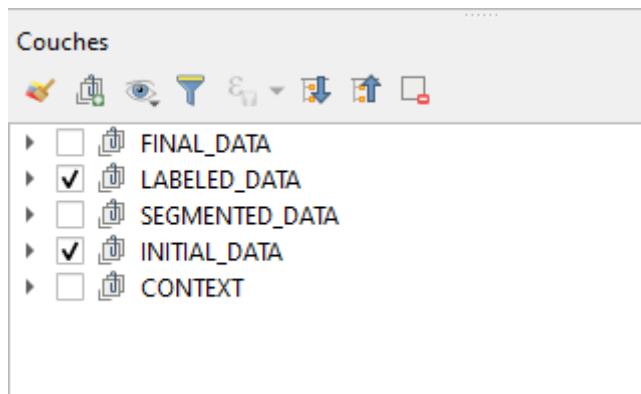 Couches
FINAL_DATA
LABELED_DATA
SEGMENTED_DATA
INITIAL_DATA
CONTEXT